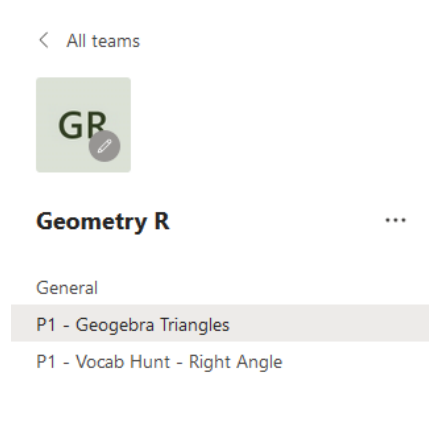 All teams
GR
Geometry R
General
P1 - Geogebra Triangles
P1 - Vocab Hunt - Right Angle